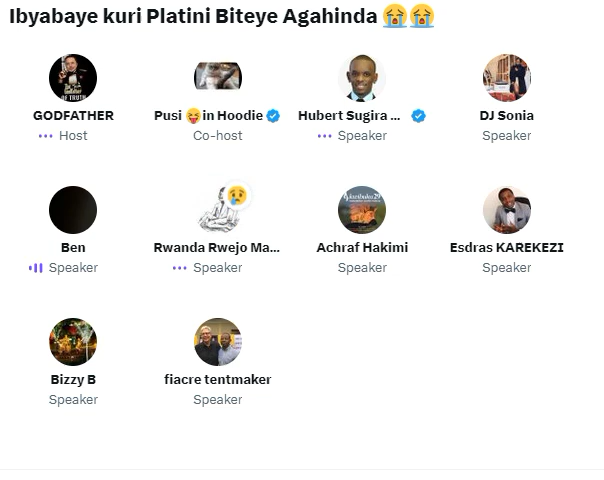 Ibyabaye kuri Platini Biteye Agahinda 😭😭
GODFATHER
Host
Pusi 😝in Hoodie
Co-host
Hubert Sugira ...
Speaker
DJ Sonia
Speaker
Ben
Speaker
Rwanda Rwejo Ma...
Speaker
Achraf Hakimi
Speaker
Esdras KAREKEZI
Speaker
Bizzy B
Speaker
fiacre tentmaker
Speaker